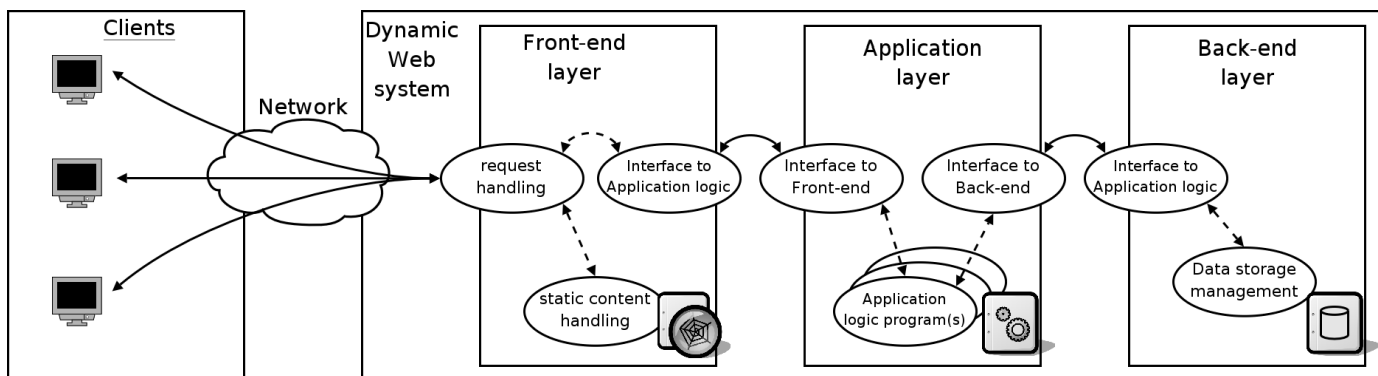 Clients
Network
Dynamic
Web
system
Front-end
layer
request
handling
Interface to
Application logic
static content
handling
Application
layer
Interface to
Front-end
Interface to
Back-end
Application
logic program(s)
Back-end
layer
Interface to
Application logic
Data storage
management